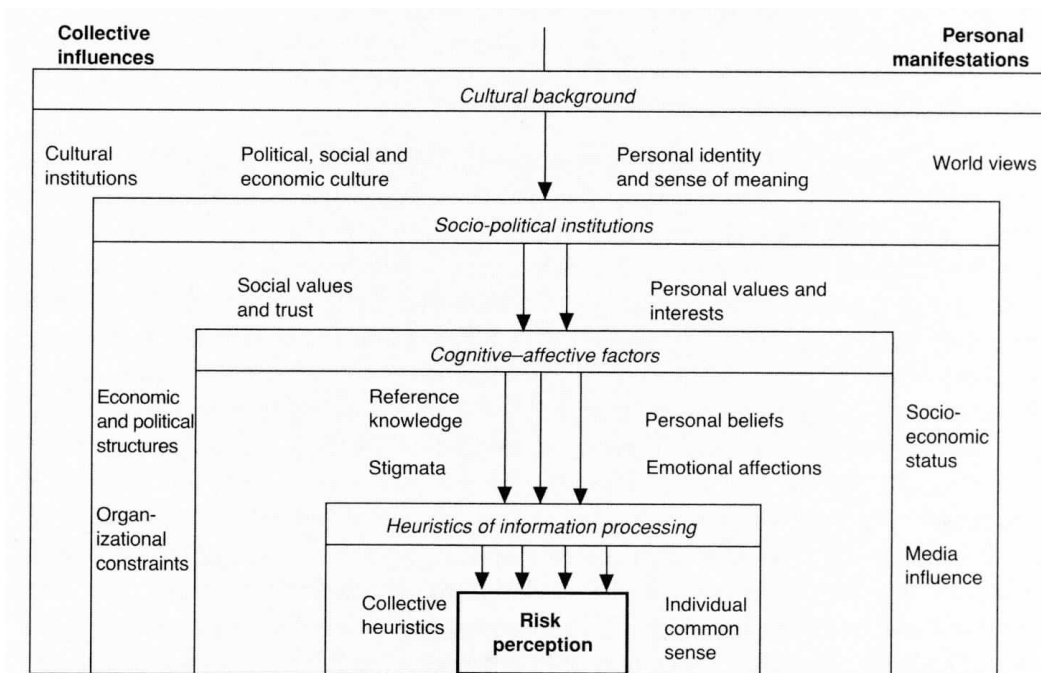 Collective
influences
Personal
manifestations
Cultural background
Cultural
institutions
Political, social and
economic culture
Personal identity
and sense of meaning
World views
Socio-political institutions
Social values
and trust
Personal values and
interests
Cognitive–affective factors
Economic
and political
structures
Reference
knowledge
Personal beliefs
Socio-
economic
status
Stigmata
Emotional affections
Organ-
izational
constraints
Heuristics of information processing
Media
influence
Collective
heuristics
Risk
perception
Individual
common
sense